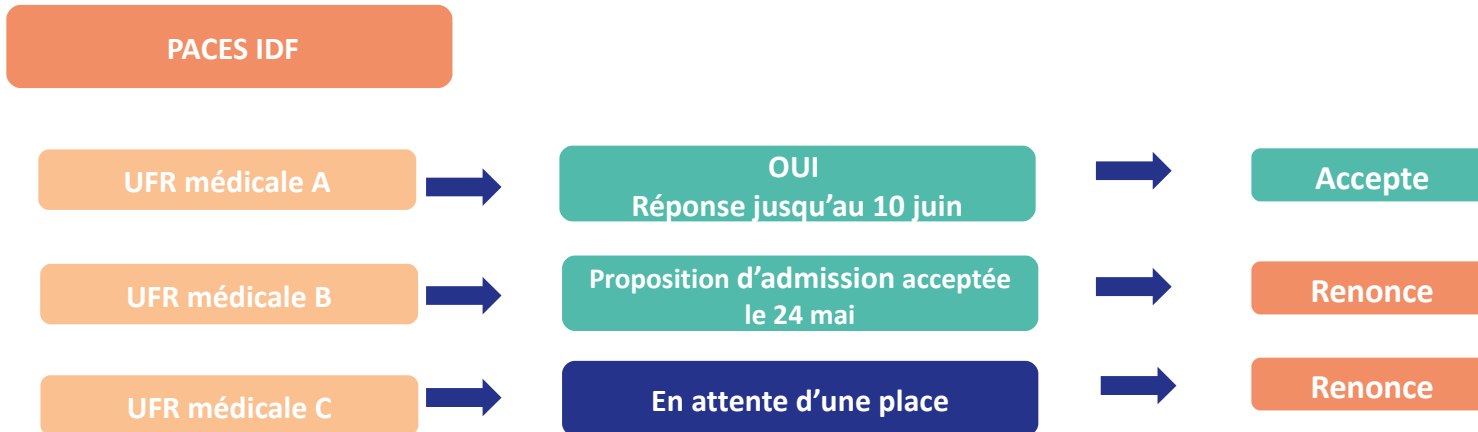 PACES IDF
UFR médicale A
OUI
Réponse jusqu’au 10 juin
Accepte
UFR médicale B
Proposition d’admission acceptée
le 24 mai
Renonce
UFR médicale C
En attente d’une place
Renonce